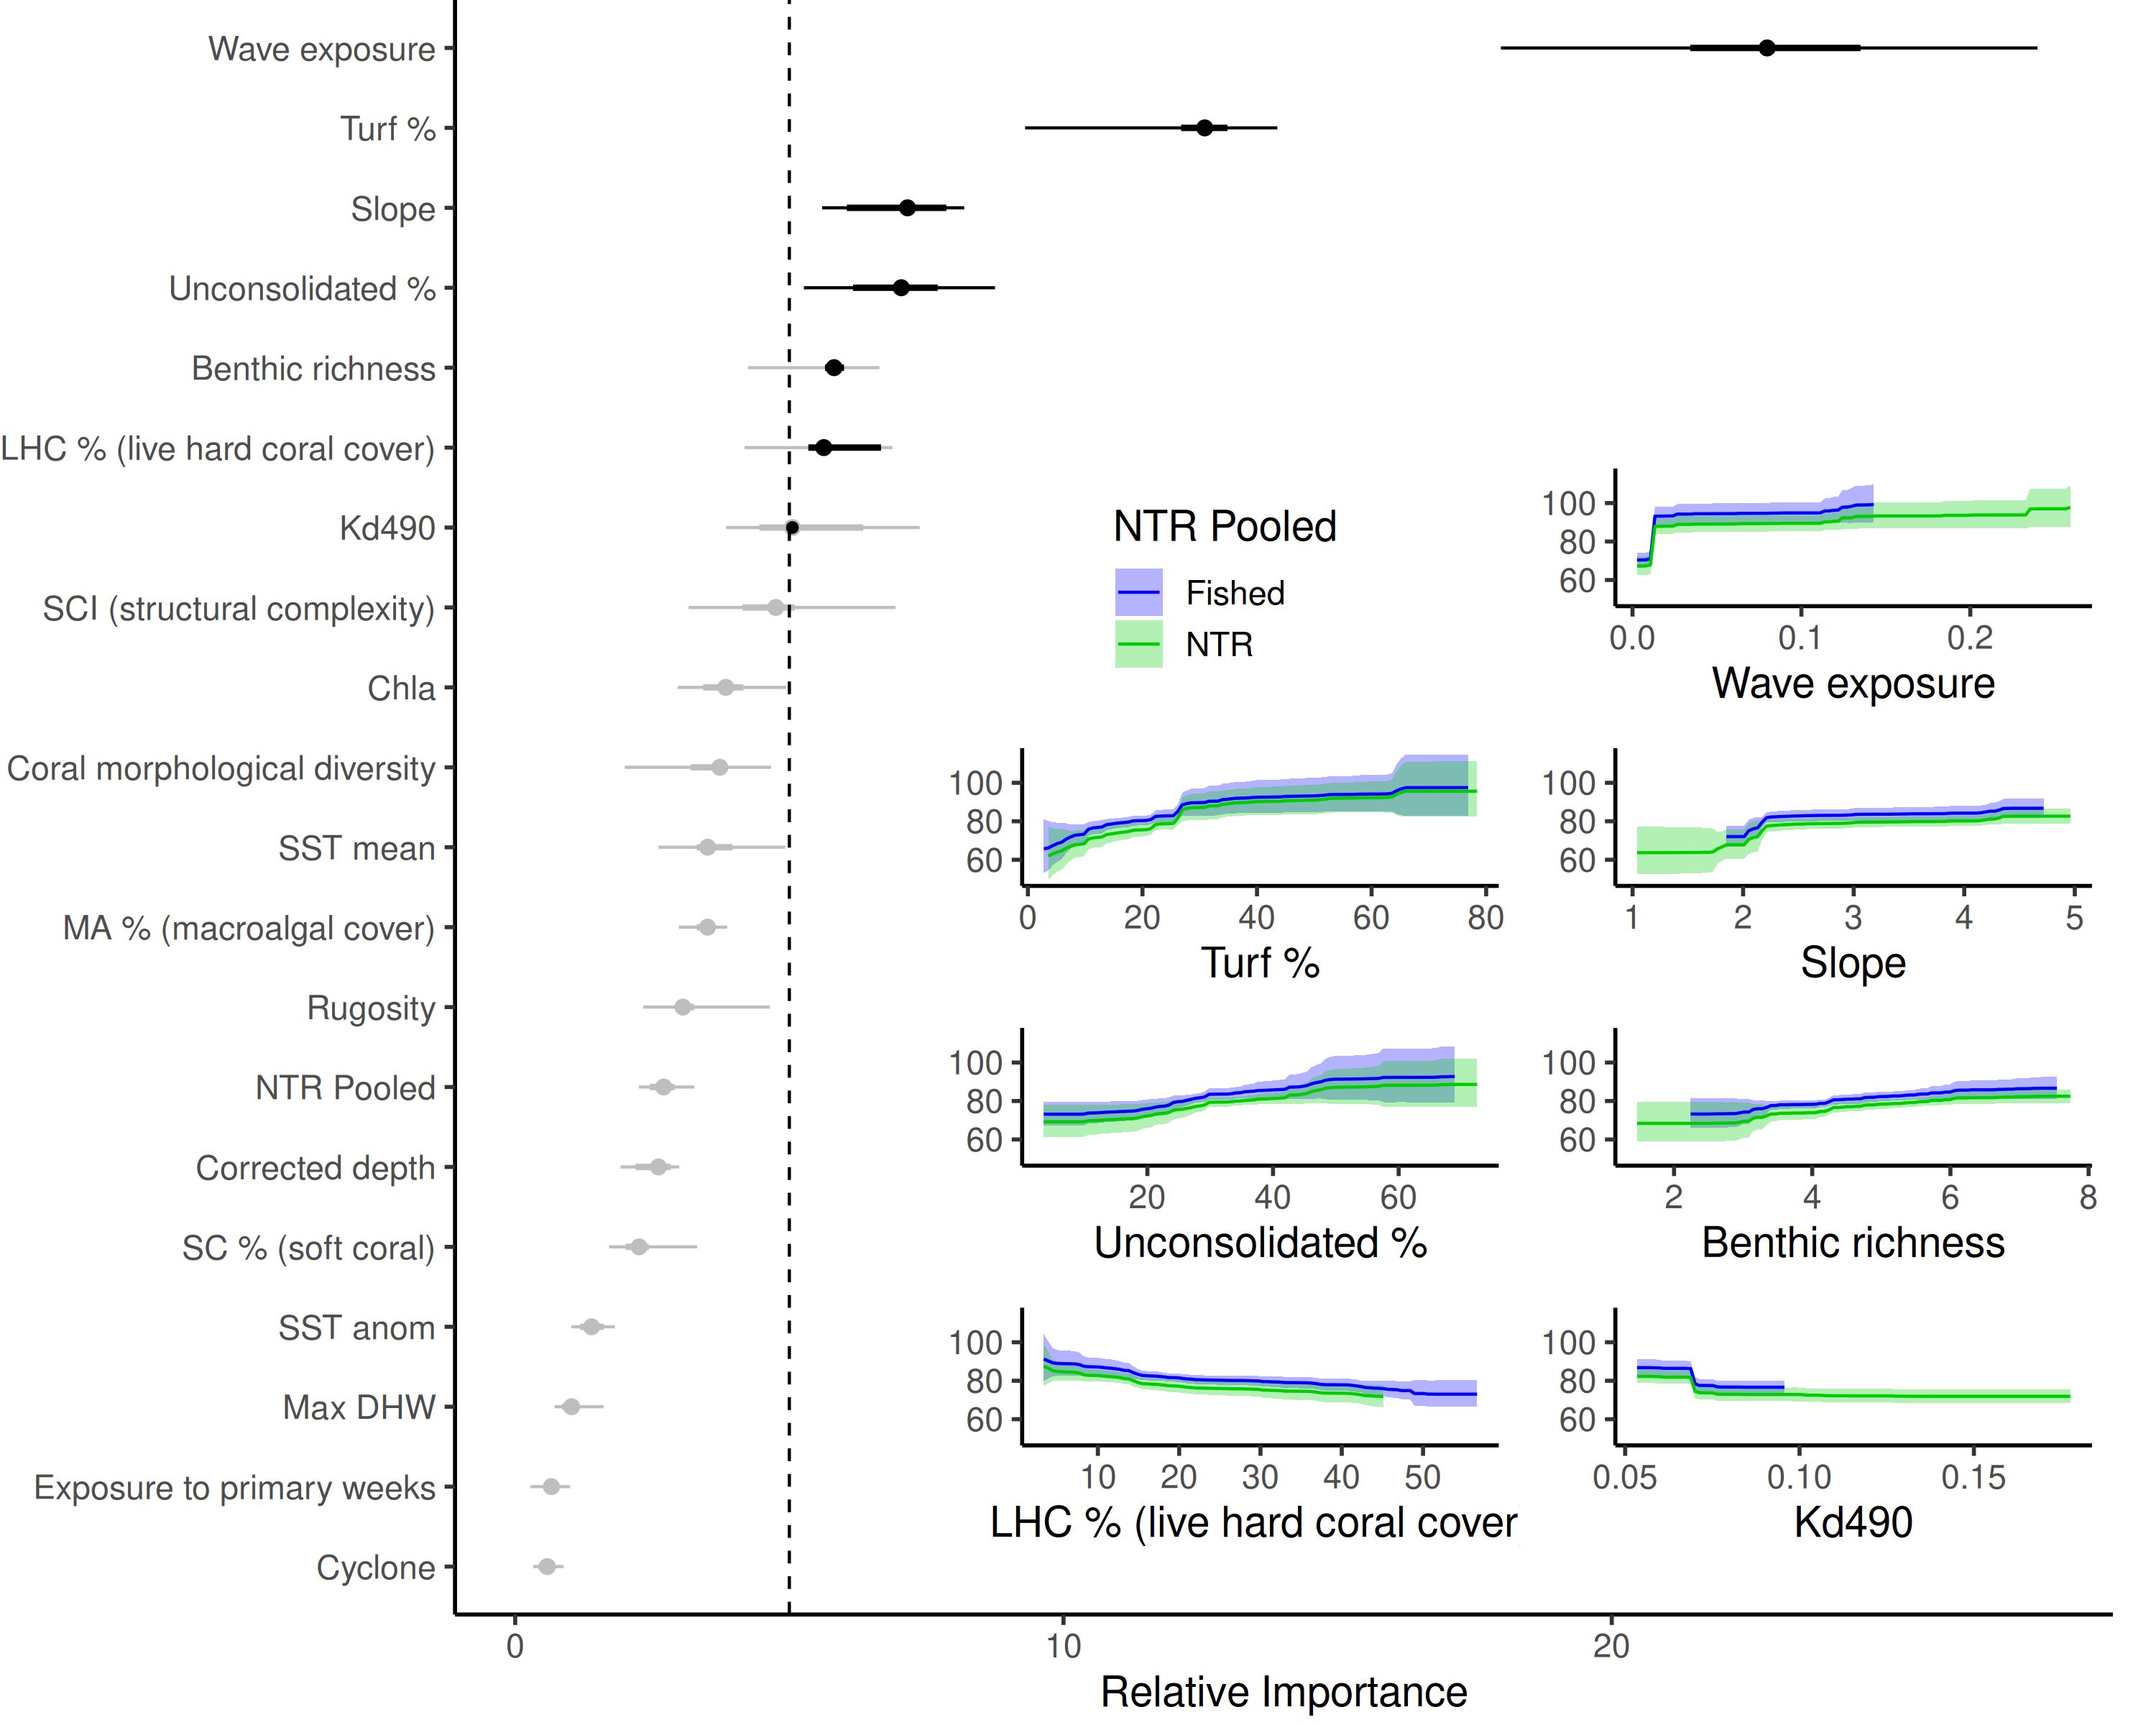 Wave exposure
Turf %
Slope
Unconsolidated %
Benthic richness
LHC % (live hard coral cover)
Kd490
SCI (structural complexity)
Chla
Coral morphological diversity
SST mean
MA % (macroalgal cover)
Rugosity
NTR Pooled
Corrected depth
SC % (soft coral)
SST anom
Max DHW
Exposure to primary weeks
Cyclone
0 10 20
Relative Importance
NTR Pooled
Fished
NTR
100
80
60
0.0 0.1 0.2
Wave exposure
100
80
60
0 20 40 60 80
Turf %
100
80
60
1 2 3 4 5
Slope
100
80
60
20 40 60
Unconsolidated %
100
80
60
2 4 6 8
Benthic richness
100
80
60
10 20 30 40 50
LHC % (live hard coral cover
100
80
60
0.05 0.10 0.15
Kd490